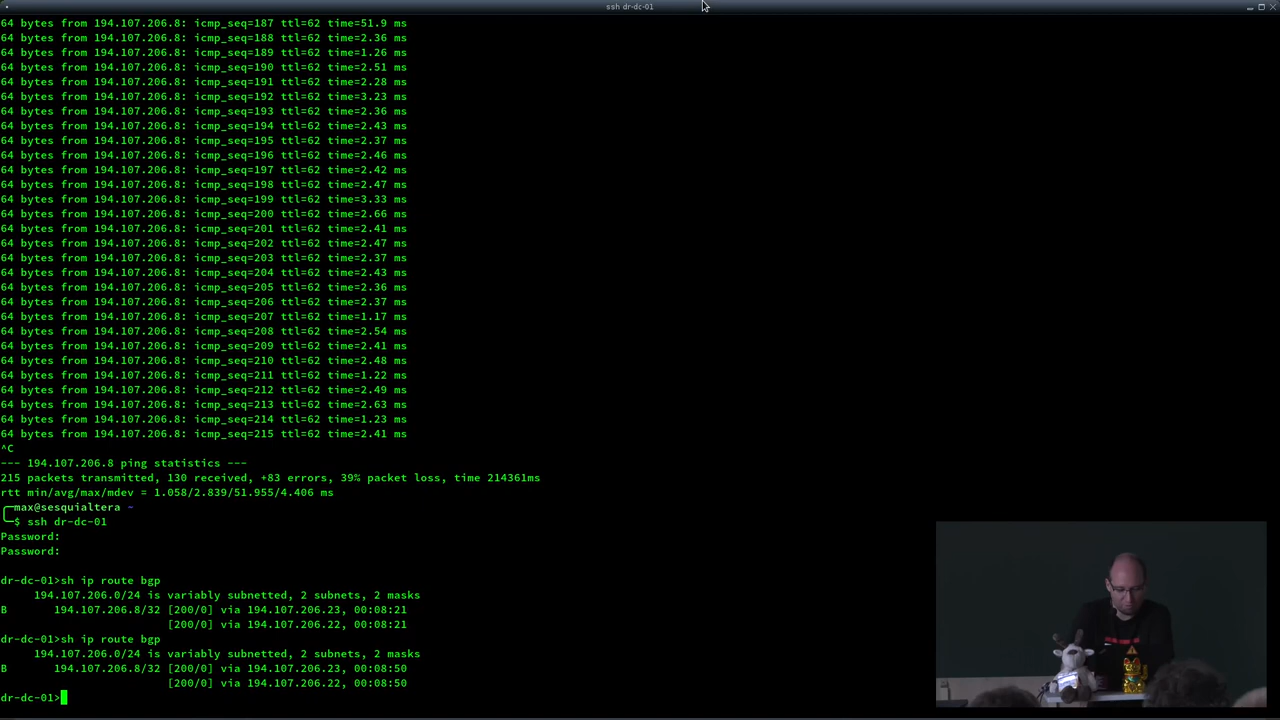 ssh dr-dc-01
64 bytes from 194.107.206.8: icmp_seq=187 ttl=62 time=51.9 ms
64 bytes from 194.107.206.8: icmp_seq=188 ttl=62 time=2.36 ms
64 bytes from 194.107.206.8: icmp_seq=189 ttl=62 time=1.26 ms
64 bytes from 194.107.206.8: icmp_seq=190 ttl=62 time=2.51 ms
64 bytes from 194.107.206.8: icmp_seq=191 ttl=62 time=2.28 ms
64 bytes from 194.107.206.8: icmp_seq=192 ttl=62 time=3.23 ms
64 bytes from 194.107.206.8: icmp_seq=193 ttl=62 time=2.36 ms
64 bytes from 194.107.206.8: icmp_seq=194 ttl=62 time=2.43 ms
64 bytes from 194.107.206.8: icmp_seq=195 ttl=62 time=2.37 ms
64 bytes from 194.107.206.8: icmp_seq=196 ttl=62 time=2.46 ms
64 bytes from 194.107.206.8: icmp_seq=197 ttl=62 time=2.42 ms
64 bytes from 194.107.206.8: icmp_seq=198 ttl=62 time=2.47 ms
64 bytes from 194.107.206.8: icmp_seq=199 ttl=62 time=3.33 ms
64 bytes from 194.107.206.8: icmp_seq=200 ttl=62 time=2.66 ms
64 bytes from 194.107.206.8: icmp_seq=201 ttl=62 time=2.41 ms
64 bytes from 194.107.206.8: icmp_seq=202 ttl=62 time=2.47 ms
64 bytes from 194.107.206.8: icmp_seq=203 ttl=62 time=2.37 ms
64 bytes from 194.107.206.8: icmp_seq=204 ttl=62 time=2.43 ms
64 bytes from 194.107.206.8: icmp_seq=205 ttl=62 time=2.36 ms
64 bytes from 194.107.206.8: icmp_seq=206 ttl=62 time=2.37 ms
64 bytes from 194.107.206.8: icmp_seq=207 ttl=62 time=1.17 ms
64 bytes from 194.107.206.8: icmp_seq=208 ttl=62 time=2.54 ms
64 bytes from 194.107.206.8: icmp_seq=209 ttl=62 time=2.41 ms
64 bytes from 194.107.206.8: icmp_seq=210 ttl=62 time=2.48 ms
64 bytes from 194.107.206.8: icmp_seq=211 ttl=62 time=1.22 ms
64 bytes from 194.107.206.8: icmp_seq=212 ttl=62 time=2.49 ms
64 bytes from 194.107.206.8: icmp_seq=213 ttl=62 time=2.63 ms
64 bytes from 194.107.206.8: icmp_seq=214 ttl=62 time=1.23 ms
64 bytes from 194.107.206.8: icmp_seq=215 ttl=62 time=2.41 ms
^C
--- 194.107.206.8 ping statistics ---
215 packets transmitted, 130 received, +83 errors, 39% packet loss, time 214361ms
rtt min/avg/max/mdev = 1.058/2.839/51.955/4.406 ms
╭─max@sesquialtera ~
╰─$ ssh dr-dc-01
Password:
Password:
dr-dc-01>sh ip route bgp
194.107.206.0/24 is variably subnetted, 2 subnets, 2 masks
B 194.107.206.8/32 [200/0] via 194.107.206.23, 00:08:21
[200/0] via 194.107.206.22, 00:08:21
dr-dc-01>sh ip route bgp
194.107.206.0/24 is variably subnetted, 2 subnets, 2 masks
B 194.107.206.8/32 [200/0] via 194.107.206.23, 00:08:50
[200/0] via 194.107.206.22, 00:08:50
dr-dc-01>